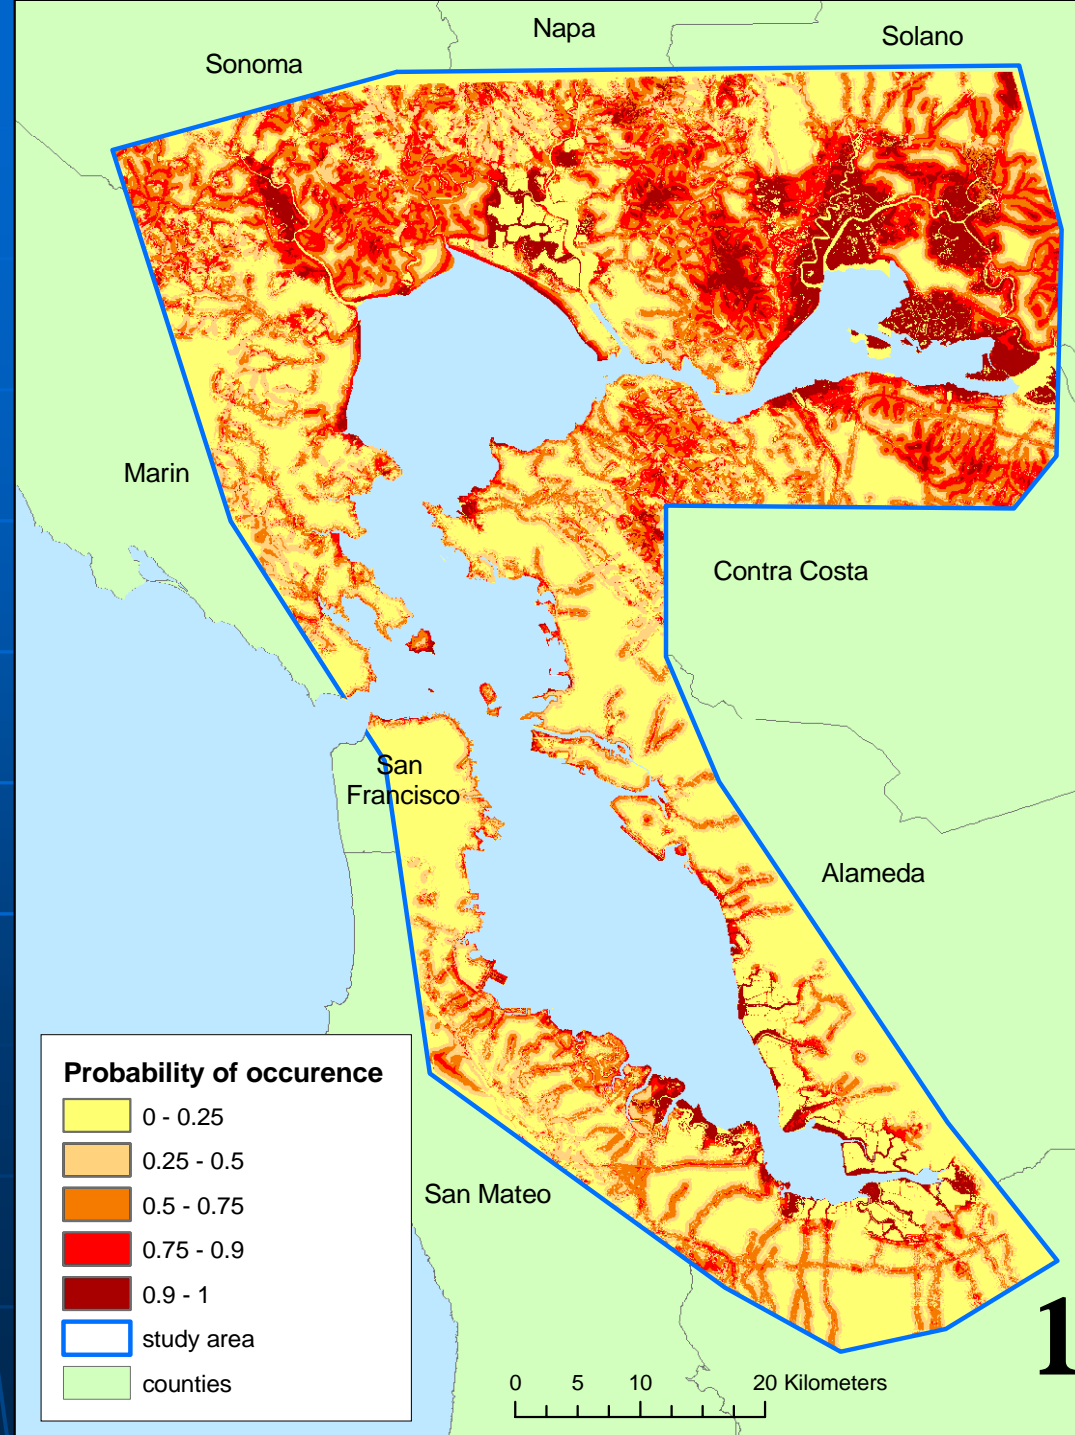 Napa
Solano
Sonoma
Marin
Contra Costa
San
Francisco
Alameda
San Mateo
Probability of occurence
0 - 0.25
0.25 - 0.5
0.5 - 0.75
0.75 - 0.9
0.9 - 1
study area
counties
0 5 10 20 Kilometers
1